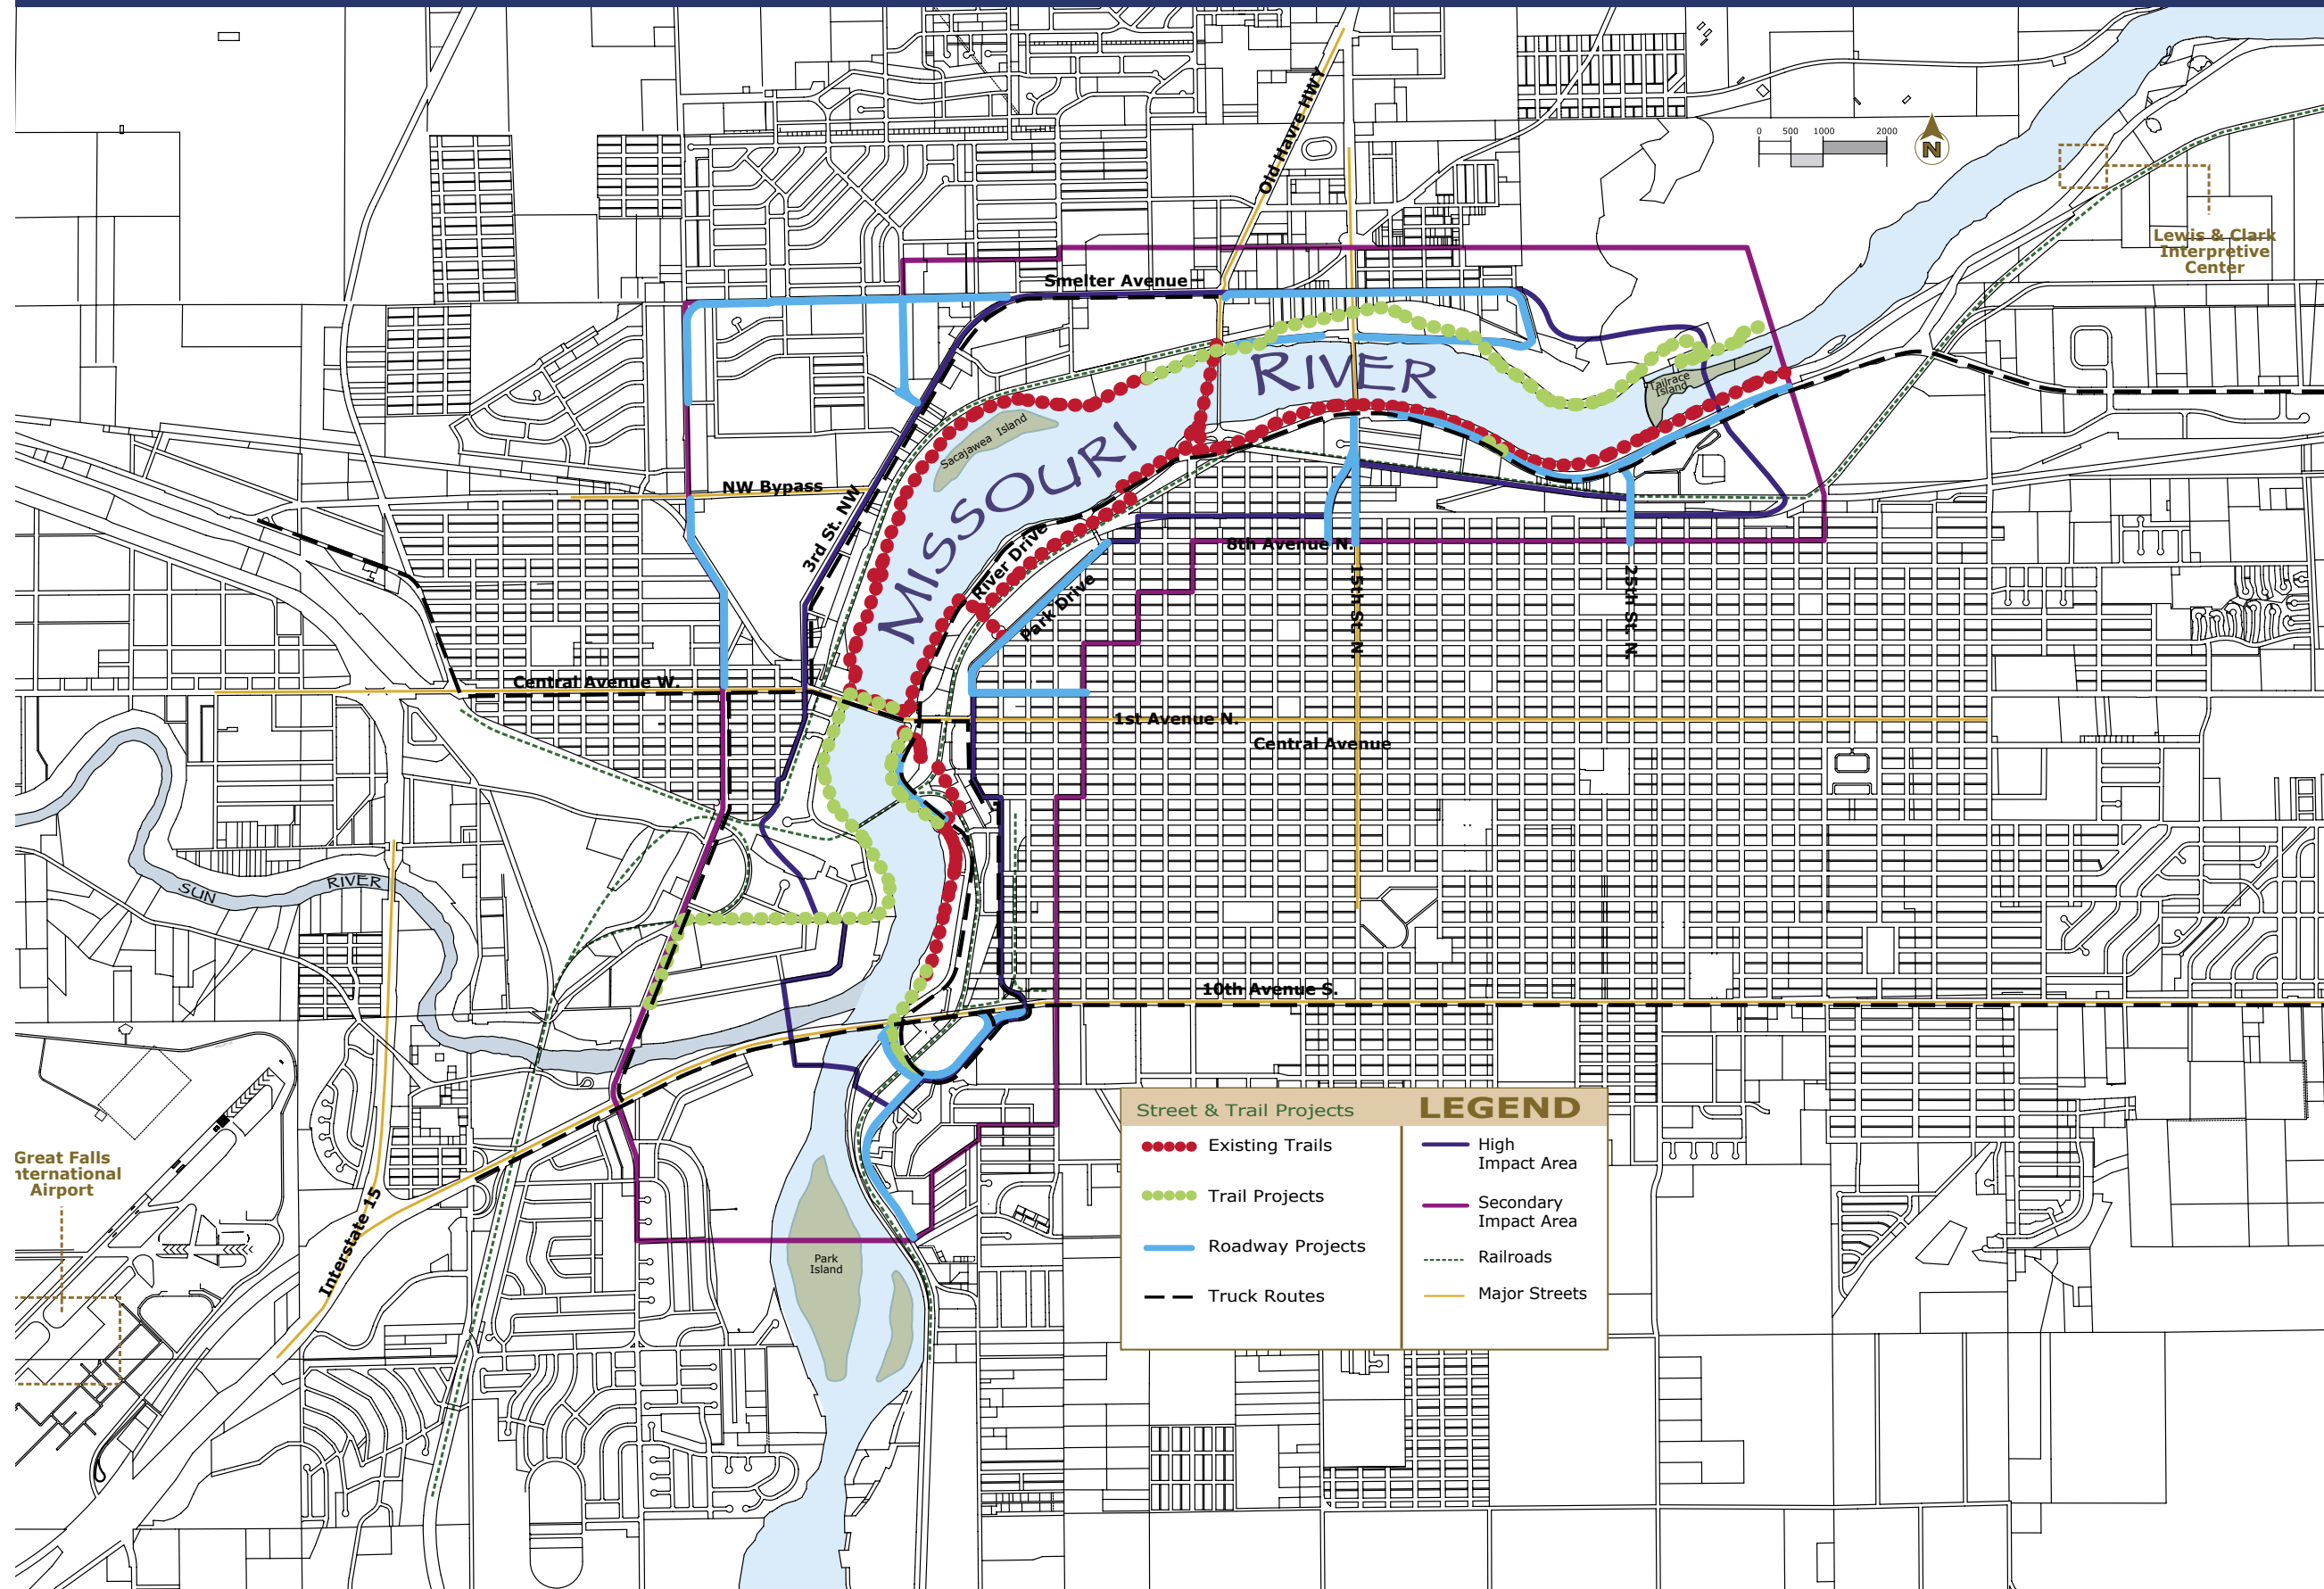 Old Havre HWY
0 500 1000 2000
N
Lewis & Clark
Interpretive
Center
Smelter Avenue
RIVER
Tailrace
Island
Sacajawea Island
MISSOURI
NW Bypass
3rd St. NW
River Drive
8th Avenue N.
Park Drive
15th St. N.
25th St. N.
Central Avenue W.
1st Avenue N.
Central Avenue
SUN RIVER
10th Avenue S.
Great Falls
nternational
Airport
Interstate 15
Park
Island
Street & Trail Projects
LEGEND
Existing Trails
Trail Projects
Roadway Projects
Truck Routes
High
Impact Area
Secondary
Impact Area
Railroads
Major Streets